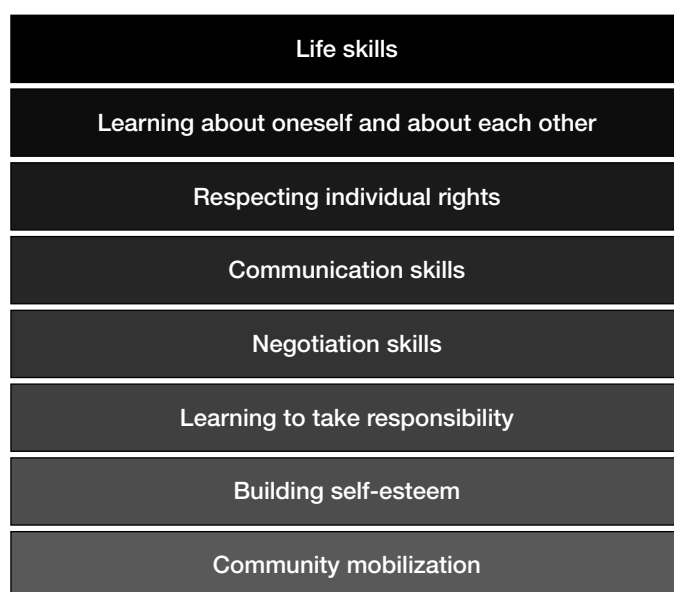 Life skills
Learning about oneself and about each other
Respecting individual rights
Communication skills
Negotiation skills
Learning to take responsibility
Building self-esteem
Community mobilization